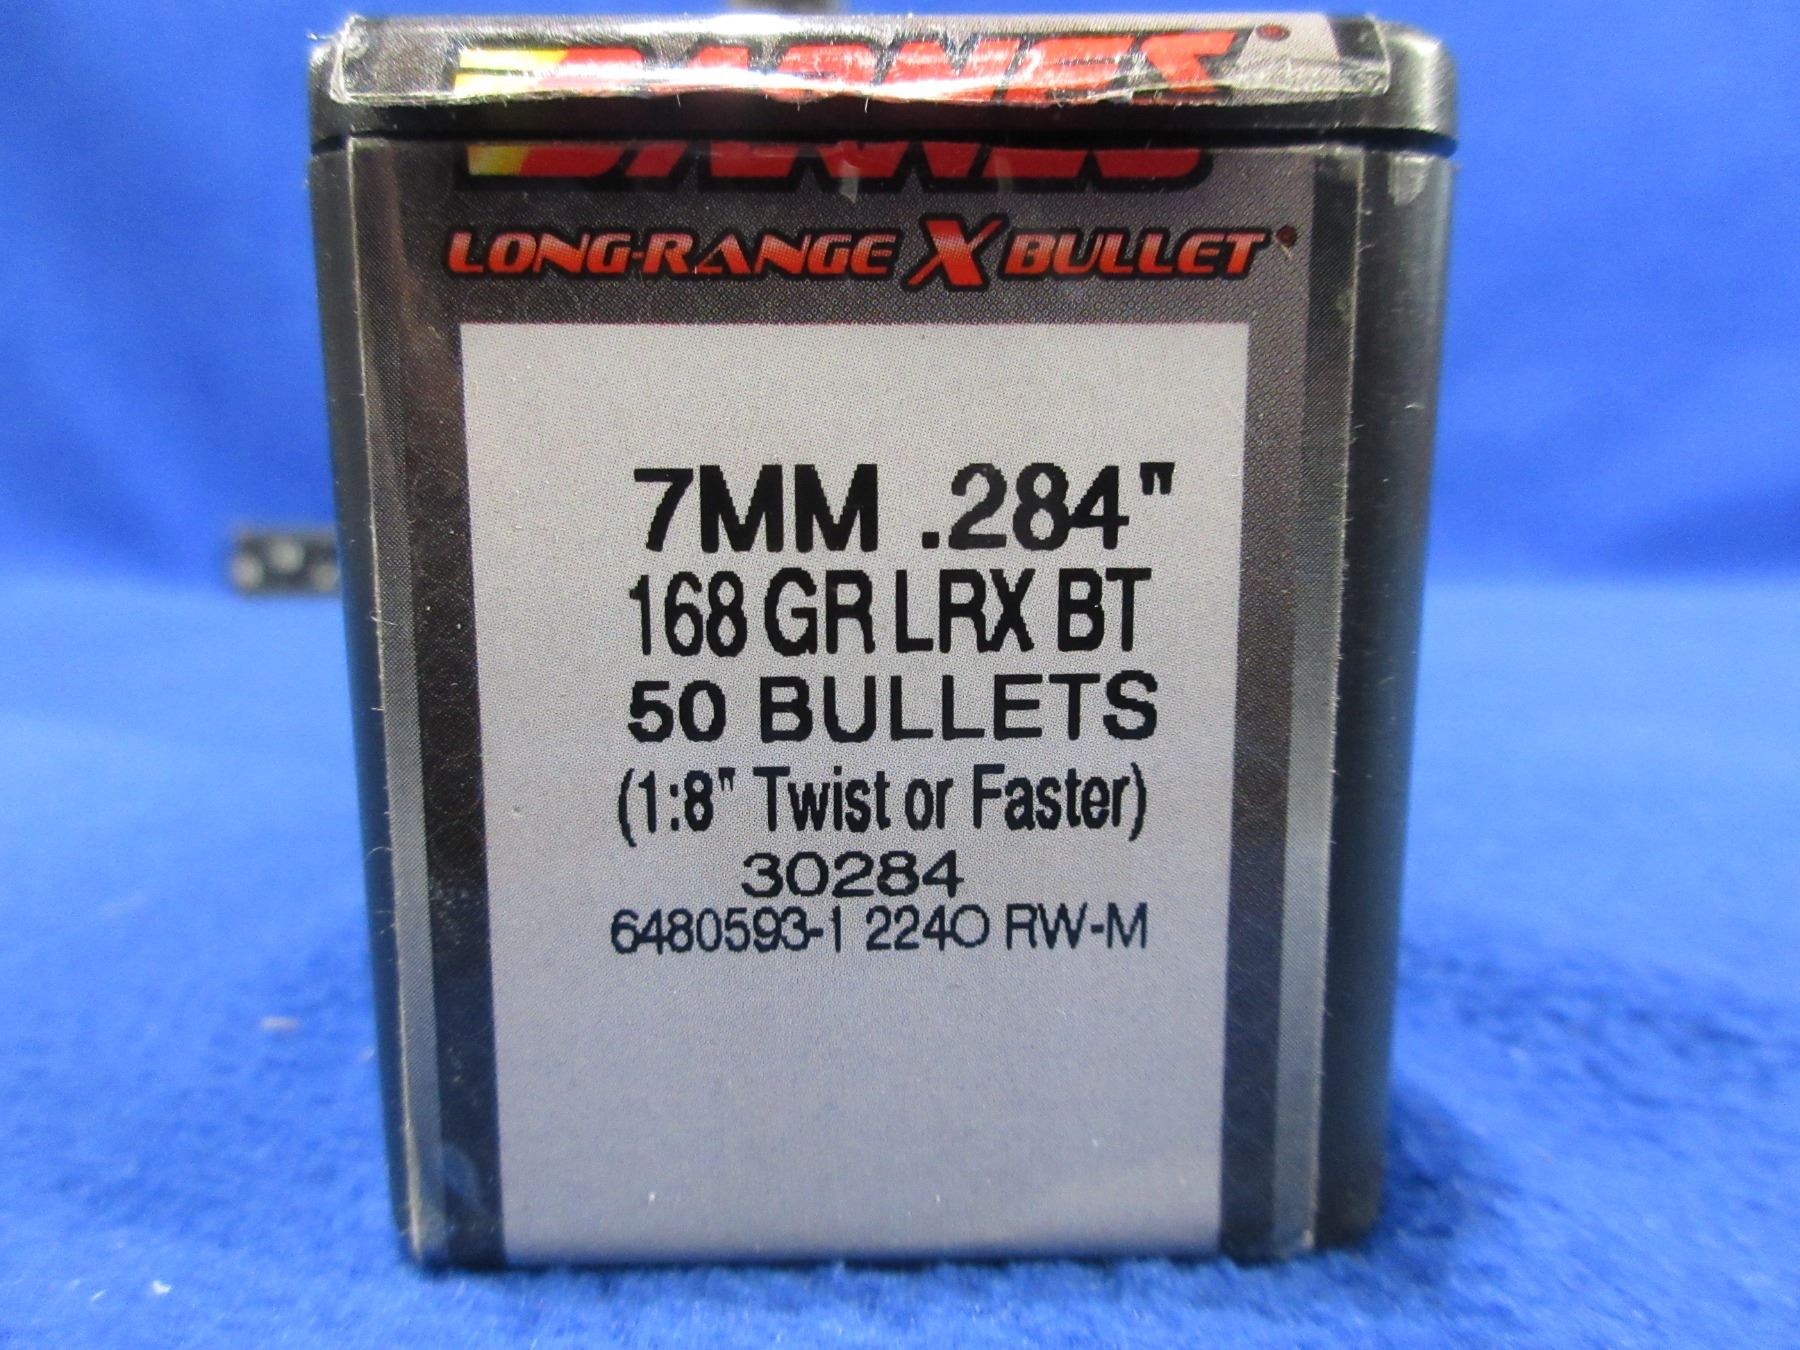 BARNES
LONG-RANGE X BULLET
7MM .284"
168 GR LRX BT
50 BULLETS
(1:8" Twist or Faster)
30284
6480593-1 2240 RW-M